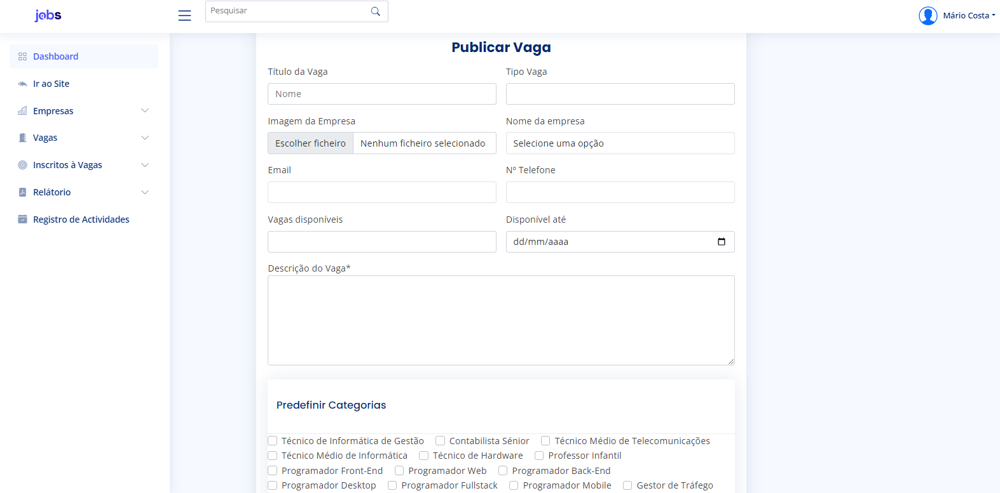 jobs
Pesquisar
Mário Costa
Dashboard
Ir ao Site
Empresas
Vagas
Inscritos à Vagas
Relátorio
Registro de Actividades
Publicar Vaga
Título da Vaga
Tipo Vaga
Nome
Imagem da Empresa
Nome da empresa
Escolher ficheiro Nenhum ficheiro selecionado
Selecione uma opção
Email
Nº Telefone
Vagas disponíveis
Disponível até
dd/mm/aaaa
Descrição do Vaga*
Predefinir Categorias
Técnico de Informática de Gestão Contabilista Sénior Técnico Médio de Telecomunicações
Técnico Médio de Informática Técnico de Hardware Professor Infantil
Programador Front-End Programador Web Programador Back-End
Programador Desktop Programador Fullstack Programador Mobile Gestor de Tráfego